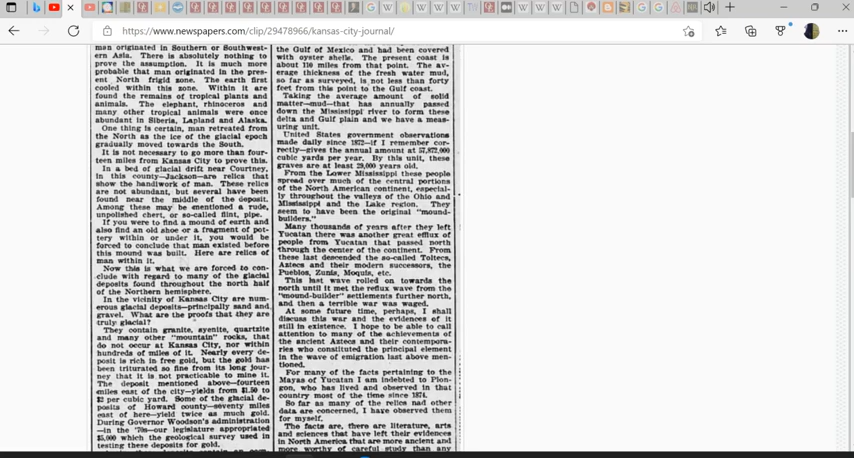 https://www.newspapers.com/clip/29478966/kansas-city-journal/
man originated in Southern or Southwest-
ern Asia. There is absolutely nothing to
prove the assumption. It is much more
probable that man originated in the pres-
ent North frigid zone. The earth first
cooled within this zone. Within it are
found the remains of tropical plants and
animals. The elephant, rhinoceros and
many other tropical animals were once
abundant in Siberia, Lapland and Alaska.
One thing is certain, man retreated from
the North as the ice of the glacial epoch
gradually moved towards the South.
It is not necessary to go more than four-
teen miles from Kansas City to prove this.
In a bed of glacial drift near Courtney,
in this county—Jackson—are relics that
show the handiwork of man. These relics
are not abundant, but several have been
found near the middle of the deposit.
Among these may be mentioned a rude,
unpolished chert, or so-called flint, pipe.
If you were to find a mound of earth and
also find an old shoe or a fragment of pot-
tery within or under it, you would be
forced to conclude that man existed before
this mound was built. Here are relics of
man within it.
Now this is what we are forced to con-
clude with regard to many of the glacial
deposits found throughout the north half
of the Northern hemisphere.
In the vicinity of Kansas City are num-
erous glacial deposits—principally sand and
gravel. What are the proofs that they are
truly glacial?
They contain granite, syenite, quartzite
and many other "mountain" rocks, that
do not occur at Kansas City, nor within
hundreds of miles of it. Nearly every de-
posit is rich in free gold, but the gold has
been triturated so fine from its long jour-
ney that it is not practicable to mine it.
The deposit mentioned above—fourteen
miles east of the city—yields from $1.50 to
$2 per cubic yard. Some of the glacial de-
posits of Howard county—seventy miles
east of here—yield twice as much gold.
During Governor Woodson's administration
—in the '70s—our legislature appropriated
$5,000 which the geological survey used in
testing these deposits for gold.
the Gulf of Mexico and had been covered
with oyster shells. The present coast is
about 110 miles from that point. The av-
erage thickness of the fresh water mud,
so far as surveyed, is not less than forty
feet from this point to the Gulf coast.
Taking the average amount of solid
matter—mud—that has annually passed
down the Mississippi river to form these
delta and Gulf plain and we have a meas-
uring unit.
United States government observations
made daily since 1872—if I remember cor-
rectly—gives the annual amount at 57,872,000
cubic yards per year. By this unit, these
graves are at least 29,000 years old.
From the Lower Mississippi these people
spread over much of the central portions
of the North American continent, especial-
ly throughout the valleys of the Ohio and
Mississippi and the Lake region. They
seem to have been the original "mound-
builders."
Many thousands of years after they left
Yucatan there was another great efflux of
people from Yucatan that passed north
through the center of the continent. From
these last descended the so-called Toltecs,
Aztecs and their modern successors, the
Pueblos, Zunis, Moquis, etc.
This last wave rolled on towards the
north until it met the reflux wave from the
"mound-builder" settlements further north,
and then a terrible war was waged.
At some future time, perhaps, I shall
discuss this war and the evidences of it
still in existence. I hope to be able to call
attention to many of the achievements of
the ancient Aztecs and their contempora-
ries who constituted the principal element
in the wave of emigration last above men-
tioned.
For many of the facts pertaining to the
Mayas of Yucatan I am indebted to Plon-
gon, who has lived and observed in that
country most of the time since 1874.
So far as many of the relics and other
data are concerned, I have observed them
for myself.
The facts are, there are literature, arts
and sciences that have left their evidences
in North America that are more ancient and
more worthy of careful study than any